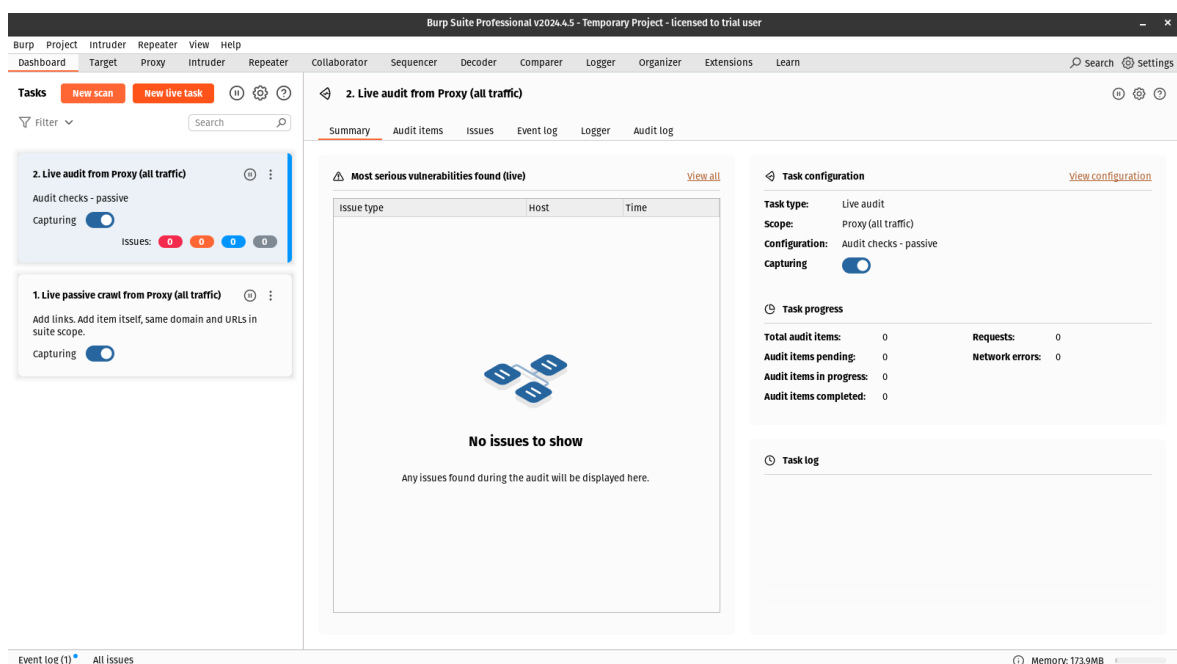 Burp Suite Professional v2024.4.5 - Temporary Project - licensed to trial user
Burp Project Intruder Repeater View Help
Dashboard Target Proxy Intruder Repeater Collaborator Sequencer Decoder Comparer Logger Organizer Extensions Learn Search Settings
Tasks New scan New live task
Filter Search
2. Live audit from Proxy (all traffic)
Audit checks - passive
Capturing
Issues: 0 0 0 0
1. Live passive crawl from Proxy (all traffic)
Add links. Add item itself, same domain and URLs in
suite scope.
Capturing
2. Live audit from Proxy (all traffic)
Summary Audit items Issues Event log Logger Audit log
Most serious vulnerabilities found (live) View all
Issue type Host Time
No issues to show
Any issues found during the audit will be displayed here.
Task configuration View configuration
Task type: Live audit
Scope: Proxy (all traffic)
Configuration: Audit checks - passive
Capturing
Task progress
Total audit items: 0 Requests: 0
Audit items pending: 0 Network errors: 0
Audit items in progress: 0
Audit items completed: 0
Task log
Event log (1) All issues Memory: 173.9MB